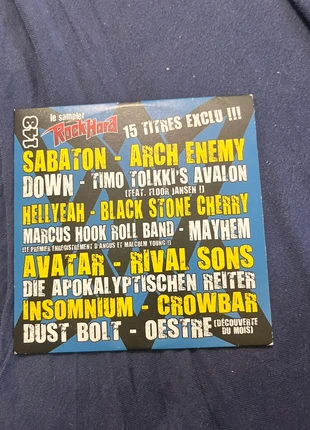 148
le sampler
RockHard
15 TITRES EXCLU !!!
SABATON - ARCH ENEMY
DOWN - TIMO TOLKKI'S AVALON
(FEAT. FLOOR JANSEN !)
HELLYEAH - BLACK STONE CHERRY
MARCUS HOOK ROLL BAND - MAYHEM
(LE PREMIER ENREGISTREMENT D'ANGUS ET MALCOLM YOUNG !)
AVATAR - RIVAL SONS
DIE APOKALYPTISCHEN REITER
INSOMNIUM - CROWBAR
DUST BOLT - OESTRE (DÉCOUVERTE
DU MOIS)